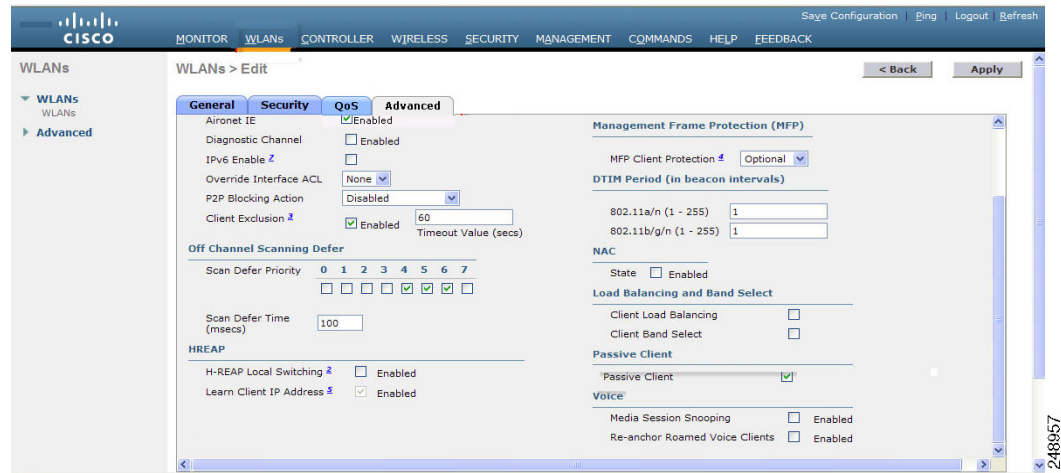 Save Configuration | Ping | Logout | Refresh
CISCO
MONITOR WLANs CONTROLLER WIRELESS SECURITY MANAGEMENT COMMANDS HELP FEEDBACK
WLANs
WLANs > Edit
< Back
Apply
WLANs
WLANs
Advanced
General Security QoS Advanced
Aironet IE Enabled
Diagnostic Channel Enabled
IPv6 Enable 7
Override Interface ACL None
P2P Blocking Action Disabled
Client Exclusion 3 Enabled 60
Timeout Value (secs)
Off Channel Scanning Defer
Scan Defer Priority 0 1 2 3 4 5 6 7
Scan Defer Time
(msecs)
100
HREAP
H-REAP Local Switching 2 Enabled
Learn Client IP Address 5 Enabled
Management Frame Protection (MFP)
MFP Client Protection 4 Optional
DTIM Period (in beacon intervals)
802.11a/n (1 - 255) 1
802.11b/g/n (1 - 255) 1
NAC
State Enabled
Load Balancing and Band Select
Client Load Balancing
Client Band Select
Passive Client
Passive Client
Voice
Media Session Snooping Enabled
Re-anchor Roamed Voice Clients Enabled
248957